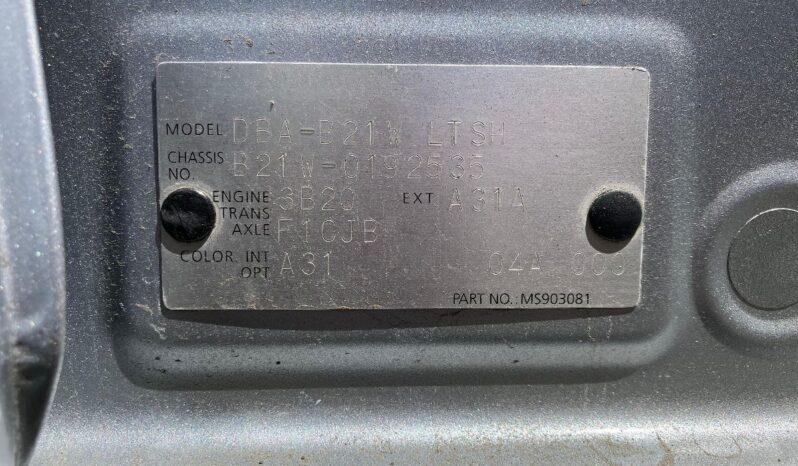 MODEL DBA-B21W LTSH
CHASSIS NO. B21W-0192535
ENGINE 3B20 EXT A31A
TRANS AXLE F1CJB
COLOR. INT OPT A31 04A 003
PART NO.: MS903081